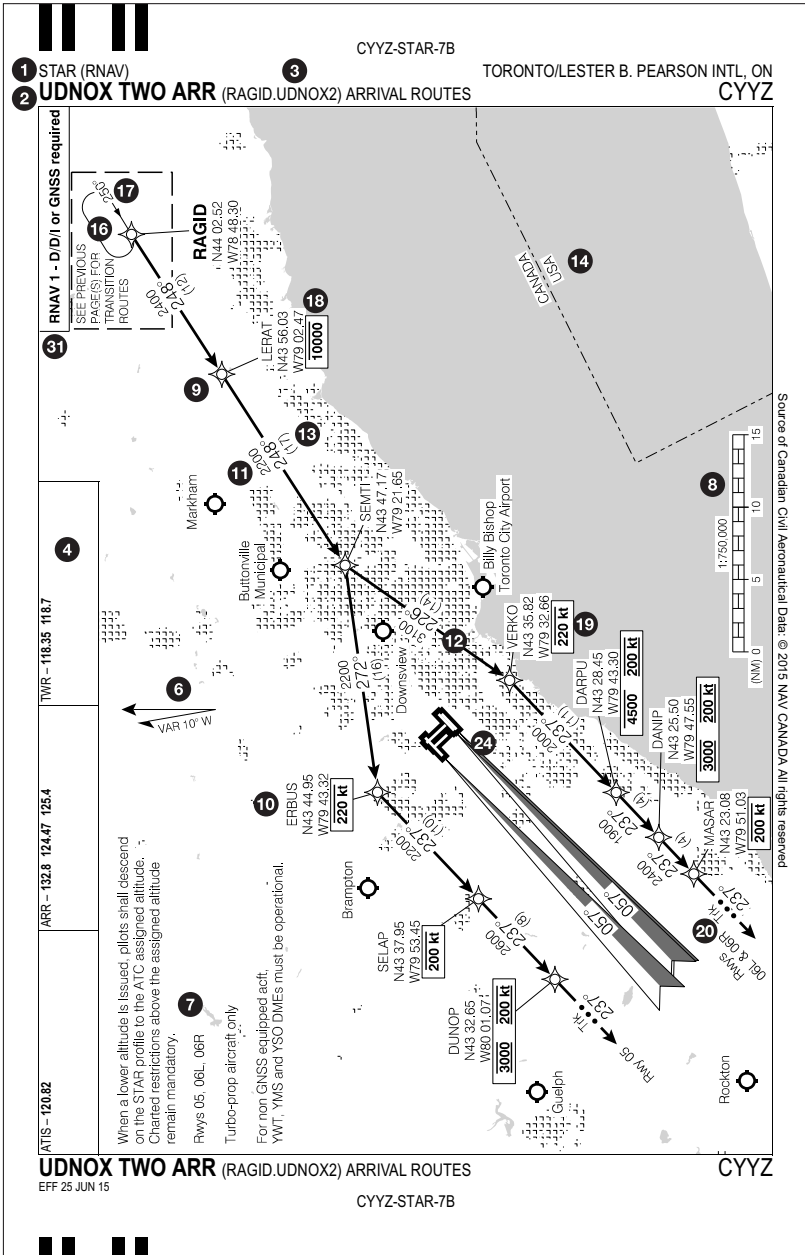 CYYZ-STAR-7B
1 STAR (RNAV)
3
TORONTO/LESTER B. PEARSON INTL, ON
2 UDNOX TWO ARR (RAGID.UDNOX2) ARRIVAL ROUTES
CYYZ
RNAV 1 - D/D/I or GNSS required
31
SEE PREVIOUS
PAGE(S) FOR
TRANSITION
ROUTES
16
17
250°
RAGID
N44 02.52
W78 48.30
2400
248°
(12)
9
LERAT
N43 56.03
W79 02.47
10000
18
14
CANADA
USA
11
2200
248°
(17)
13
Markham
Buttonville
Municipal
SEMTI
N43 47.17
W79 21.65
Billy Bishop
Toronto City Airport
8
15
10
5
(NM) 0
1:750,000
Source of Canadian Civil Aeronautical Data: © 2015 NAV CANADA All rights reserved
4
TWR – 118.35 118.7
6
VAR 10° W
2200
272°
(16)
Downsview
3100
226°
(14)
12
VERKO
N43 35.82
W79 32.66
220 kt
19
10
ERBUS
N43 44.95
W79 43.32
220 kt
24
2000
237°
(11)
DARPU
N43 28.45
W79 43.30
4500 200 kt
DANIP
N43 25.50
W79 47.55
3000 200 kt
ARR – 132.8 124.47 125.4
Brampton
2200
237°
(10)
1900
237°
(4)
2400
237°
(4)
MASAR
N43 23.08
W79 51.03
200 kt
SELAP
N43 37.95
W79 53.45
200 kt
057°
057°
20
237°
Trk
Rwys
06L & 06R
2600
237°
(8)
DUNOP
N43 32.65
W80 01.07
3000 200 kt
237°
Trk
Rwy 05
Guelph
Rockton
ATIS – 120.82
When a lower altitude is issued, pilots shall descend
on the STAR profile to the ATC assigned altitude.
Charted restrictions above the assigned altitude
remain mandatory.
7
Rwys 05, 06L, 06R
Turbo-prop aircraft only
For non GNSS equipped acft,
YWT, YMS and YSO DMEs must be operational.
UDNOX TWO ARR (RAGID.UDNOX2) ARRIVAL ROUTES
CYYZ
EFF 25 JUN 15
CYYZ-STAR-7B